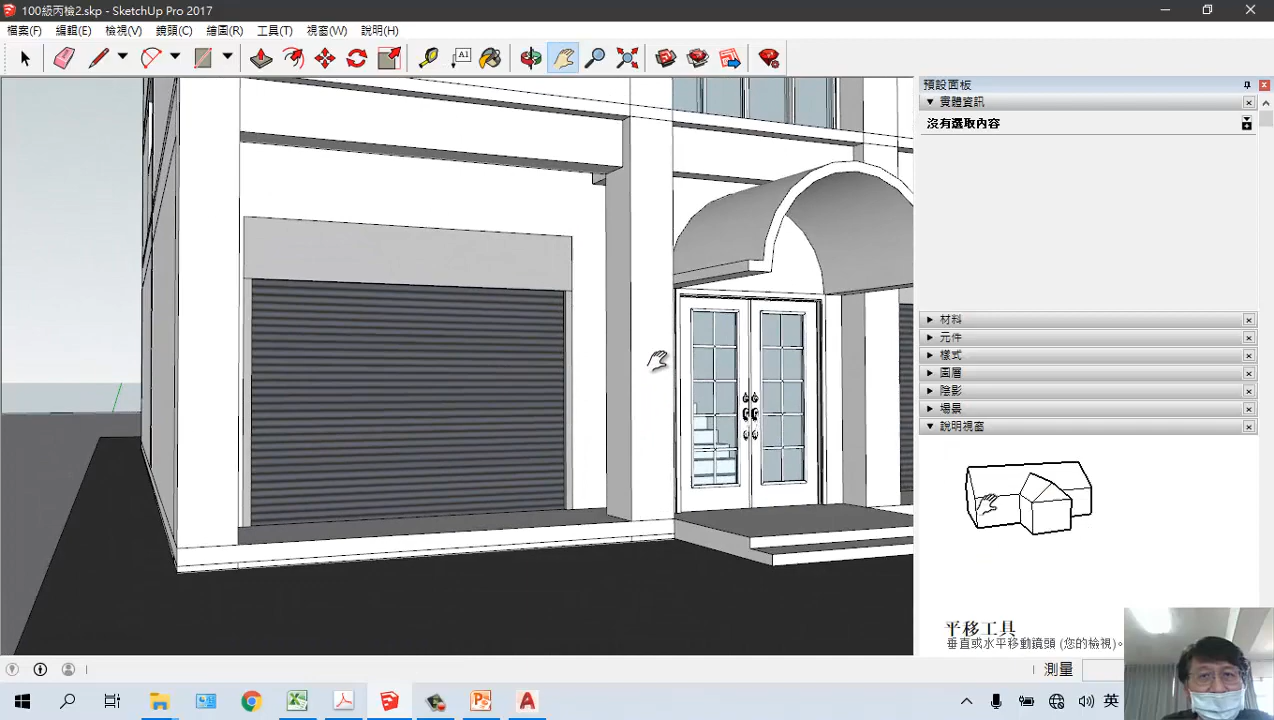 100級丙檢2.skp - SketchUp Pro 2017
檔案(F) 編輯(E) 檢視(V) 鏡頭(C) 繪圖(R) 工具(T) 視窗(W) 說明(H)
A1
預設面板
實體資訊
沒有選取內容
材料
元件
樣式
圖層
陰影
場景
說明視窗
平移工具
垂直或水平移動鏡頭 (您的檢視)。
測量
英